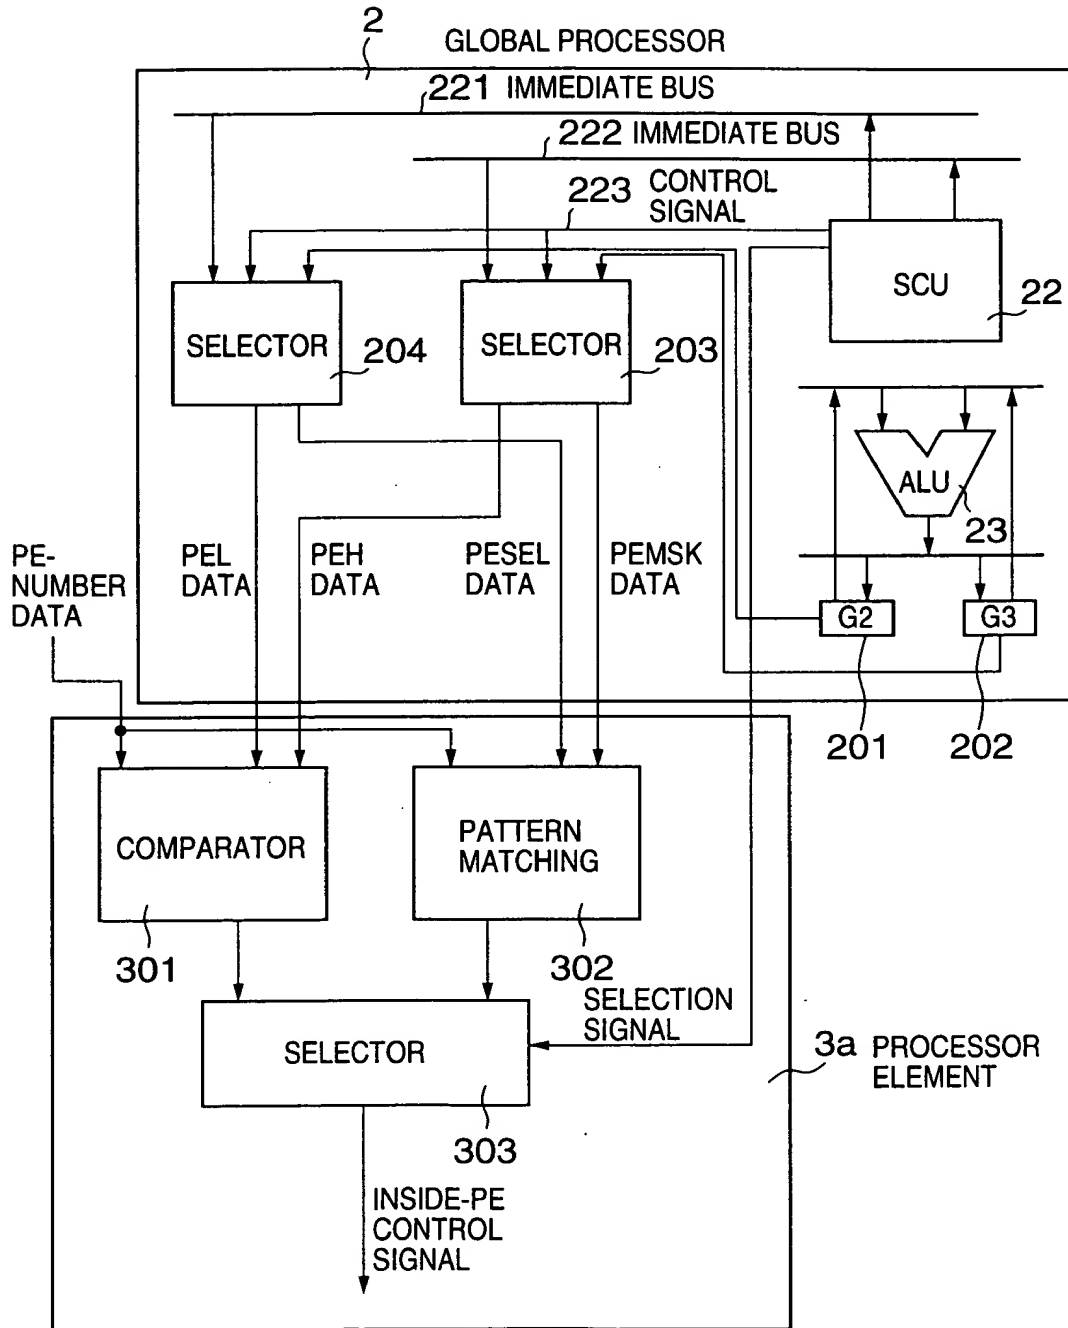 2
GLOBAL PROCESSOR
221 IMMEDIATE BUS
222 IMMEDIATE BUS
223 CONTROL
SIGNAL
SCU
22
SELECTOR
204
SELECTOR
203
ALU
23
PE-
NUMBER
DATA
PEL
DATA
PEH
DATA
PESEL
DATA
PEMSK
DATA
G2
G3
201
202
COMPARATOR
301
PATTERN
MATCHING
302
SELECTION
SIGNAL
SELECTOR
303
3a PROCESSOR
ELEMENT
INSIDE-PE
CONTROL
SIGNAL